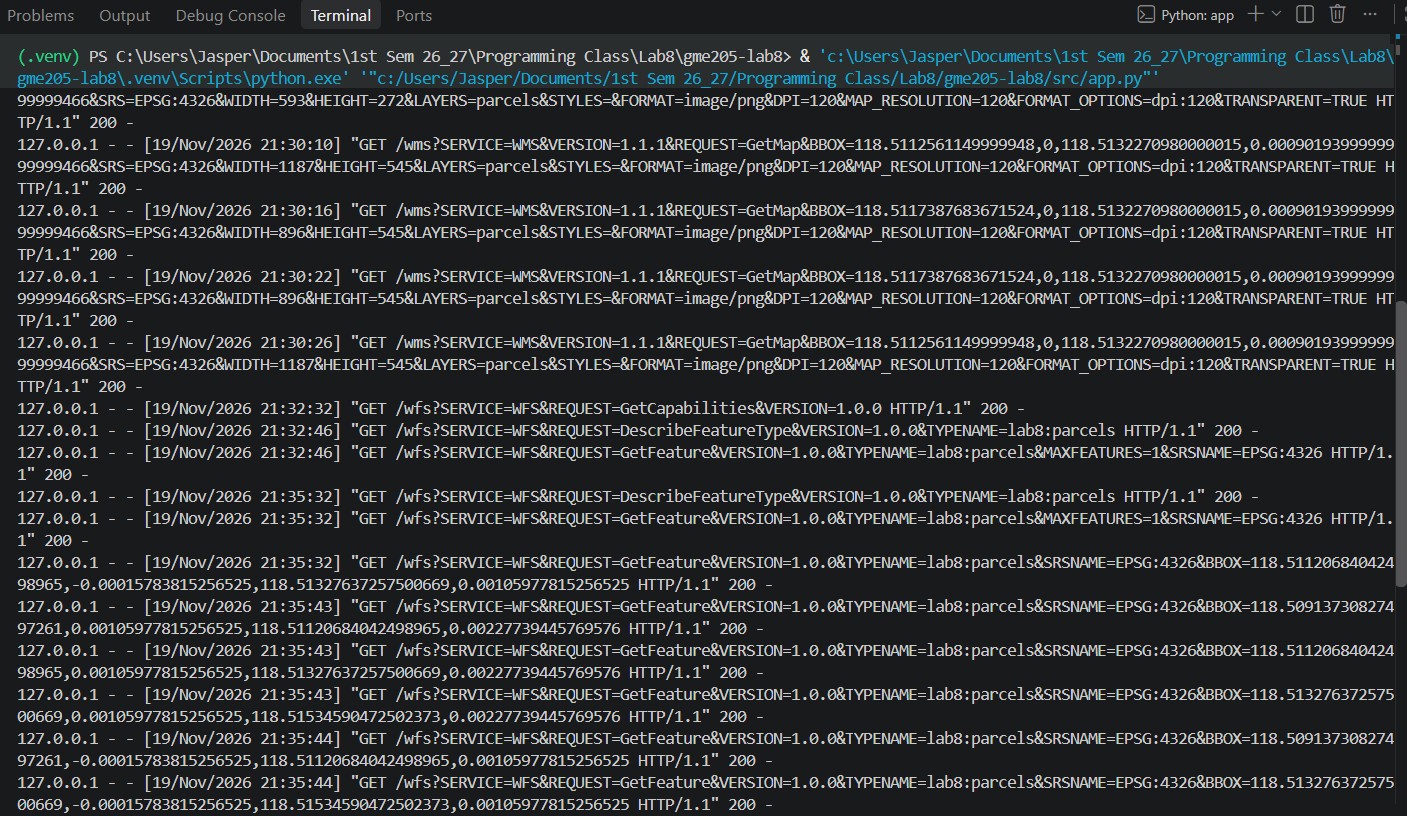 Problems Output Debug Console Terminal Ports Python: app
(.venv) PS C:\Users\Jasper\Documents\1st Sem 26_27\Programming Class\Lab8\gme205-lab8> & 'c:\Users\Jasper\Documents\1st Sem 26_27\Programming Class\Lab8\
gme205-lab8\.venv\Scripts\python.exe' '"c:/Users/Jasper/Documents/1st Sem 26_27/Programming Class/Lab8/gme205-lab8/src/app.py"'
99999466&SRS=EPSG:4326&WIDTH=593&HEIGHT=272&LAYERS=parcels&STYLES=&FORMAT=image/png&DPI=120&MAP_RESOLUTION=120&FORMAT_OPTIONS=dpi:120&TRANSPARENT=TRUE HT
TP/1.1" 200 -
127.0.0.1 - - [19/Nov/2026 21:30:10] "GET /wms?SERVICE=WMS&VERSION=1.1.1&REQUEST=GetMap&BBOX=118.5112561149999948,0,118.5132270980000015,0.00090193999999
99999466&SRS=EPSG:4326&WIDTH=1187&HEIGHT=545&LAYERS=parcels&STYLES=&FORMAT=image/png&DPI=120&MAP_RESOLUTION=120&FORMAT_OPTIONS=dpi:120&TRANSPARENT=TRUE H
TTP/1.1" 200 -
127.0.0.1 - - [19/Nov/2026 21:30:16] "GET /wms?SERVICE=WMS&VERSION=1.1.1&REQUEST=GetMap&BBOX=118.5117387683671524,0,118.5132270980000015,0.00090193999999
99999466&SRS=EPSG:4326&WIDTH=896&HEIGHT=545&LAYERS=parcels&STYLES=&FORMAT=image/png&DPI=120&MAP_RESOLUTION=120&FORMAT_OPTIONS=dpi:120&TRANSPARENT=TRUE HT
TP/1.1" 200 -
127.0.0.1 - - [19/Nov/2026 21:30:22] "GET /wms?SERVICE=WMS&VERSION=1.1.1&REQUEST=GetMap&BBOX=118.5117387683671524,0,118.5132270980000015,0.00090193999999
99999466&SRS=EPSG:4326&WIDTH=896&HEIGHT=545&LAYERS=parcels&STYLES=&FORMAT=image/png&DPI=120&MAP_RESOLUTION=120&FORMAT_OPTIONS=dpi:120&TRANSPARENT=TRUE HT
TP/1.1" 200 -
127.0.0.1 - - [19/Nov/2026 21:30:26] "GET /wms?SERVICE=WMS&VERSION=1.1.1&REQUEST=GetMap&BBOX=118.5112561149999948,0,118.5132270980000015,0.00090193999999
99999466&SRS=EPSG:4326&WIDTH=1187&HEIGHT=545&LAYERS=parcels&STYLES=&FORMAT=image/png&DPI=120&MAP_RESOLUTION=120&FORMAT_OPTIONS=dpi:120&TRANSPARENT=TRUE H
TTP/1.1" 200 -
127.0.0.1 - - [19/Nov/2026 21:32:32] "GET /wfs?SERVICE=WFS&REQUEST=GetCapabilities&VERSION=1.0.0 HTTP/1.1" 200 -
127.0.0.1 - - [19/Nov/2026 21:32:46] "GET /wfs?SERVICE=WFS&REQUEST=DescribeFeatureType&VERSION=1.0.0&TYPENAME=lab8:parcels HTTP/1.1" 200 -
127.0.0.1 - - [19/Nov/2026 21:32:46] "GET /wfs?SERVICE=WFS&REQUEST=GetFeature&VERSION=1.0.0&TYPENAME=lab8:parcels&MAXFEATURES=1&SRSNAME=EPSG:4326 HTTP/1.
1" 200 -
127.0.0.1 - - [19/Nov/2026 21:35:32] "GET /wfs?SERVICE=WFS&REQUEST=DescribeFeatureType&VERSION=1.0.0&TYPENAME=lab8:parcels HTTP/1.1" 200 -
127.0.0.1 - - [19/Nov/2026 21:35:32] "GET /wfs?SERVICE=WFS&REQUEST=GetFeature&VERSION=1.0.0&TYPENAME=lab8:parcels&MAXFEATURES=1&SRSNAME=EPSG:4326 HTTP/1.
1" 200 -
127.0.0.1 - - [19/Nov/2026 21:35:32] "GET /wfs?SERVICE=WFS&REQUEST=GetFeature&VERSION=1.0.0&TYPENAME=lab8:parcels&SRSNAME=EPSG:4326&BBOX=118.511206840424
98965,-0.00015783815256525,118.51327637257500669,0.00105977815256525 HTTP/1.1" 200 -
127.0.0.1 - - [19/Nov/2026 21:35:43] "GET /wfs?SERVICE=WFS&REQUEST=GetFeature&VERSION=1.0.0&TYPENAME=lab8:parcels&SRSNAME=EPSG:4326&BBOX=118.509137308274
97261,0.00105977815256525,118.51120684042498965,0.00227739445769576 HTTP/1.1" 200 -
127.0.0.1 - - [19/Nov/2026 21:35:43] "GET /wfs?SERVICE=WFS&REQUEST=GetFeature&VERSION=1.0.0&TYPENAME=lab8:parcels&SRSNAME=EPSG:4326&BBOX=118.511206840424
98965,0.00105977815256525,118.51327637257500669,0.00227739445769576 HTTP/1.1" 200 -
127.0.0.1 - - [19/Nov/2026 21:35:43] "GET /wfs?SERVICE=WFS&REQUEST=GetFeature&VERSION=1.0.0&TYPENAME=lab8:parcels&SRSNAME=EPSG:4326&BBOX=118.513276372575
00669,0.00105977815256525,118.51534590472502373,0.00227739445769576 HTTP/1.1" 200 -
127.0.0.1 - - [19/Nov/2026 21:35:44] "GET /wfs?SERVICE=WFS&REQUEST=GetFeature&VERSION=1.0.0&TYPENAME=lab8:parcels&SRSNAME=EPSG:4326&BBOX=118.509137308274
97261,-0.00015783815256525,118.51120684042498965,0.00105977815256525 HTTP/1.1" 200 -
127.0.0.1 - - [19/Nov/2026 21:35:44] "GET /wfs?SERVICE=WFS&REQUEST=GetFeature&VERSION=1.0.0&TYPENAME=lab8:parcels&SRSNAME=EPSG:4326&BBOX=118.513276372575
00669,-0.00015783815256525,118.51534590472502373,0.00105977815256525 HTTP/1.1" 200 -